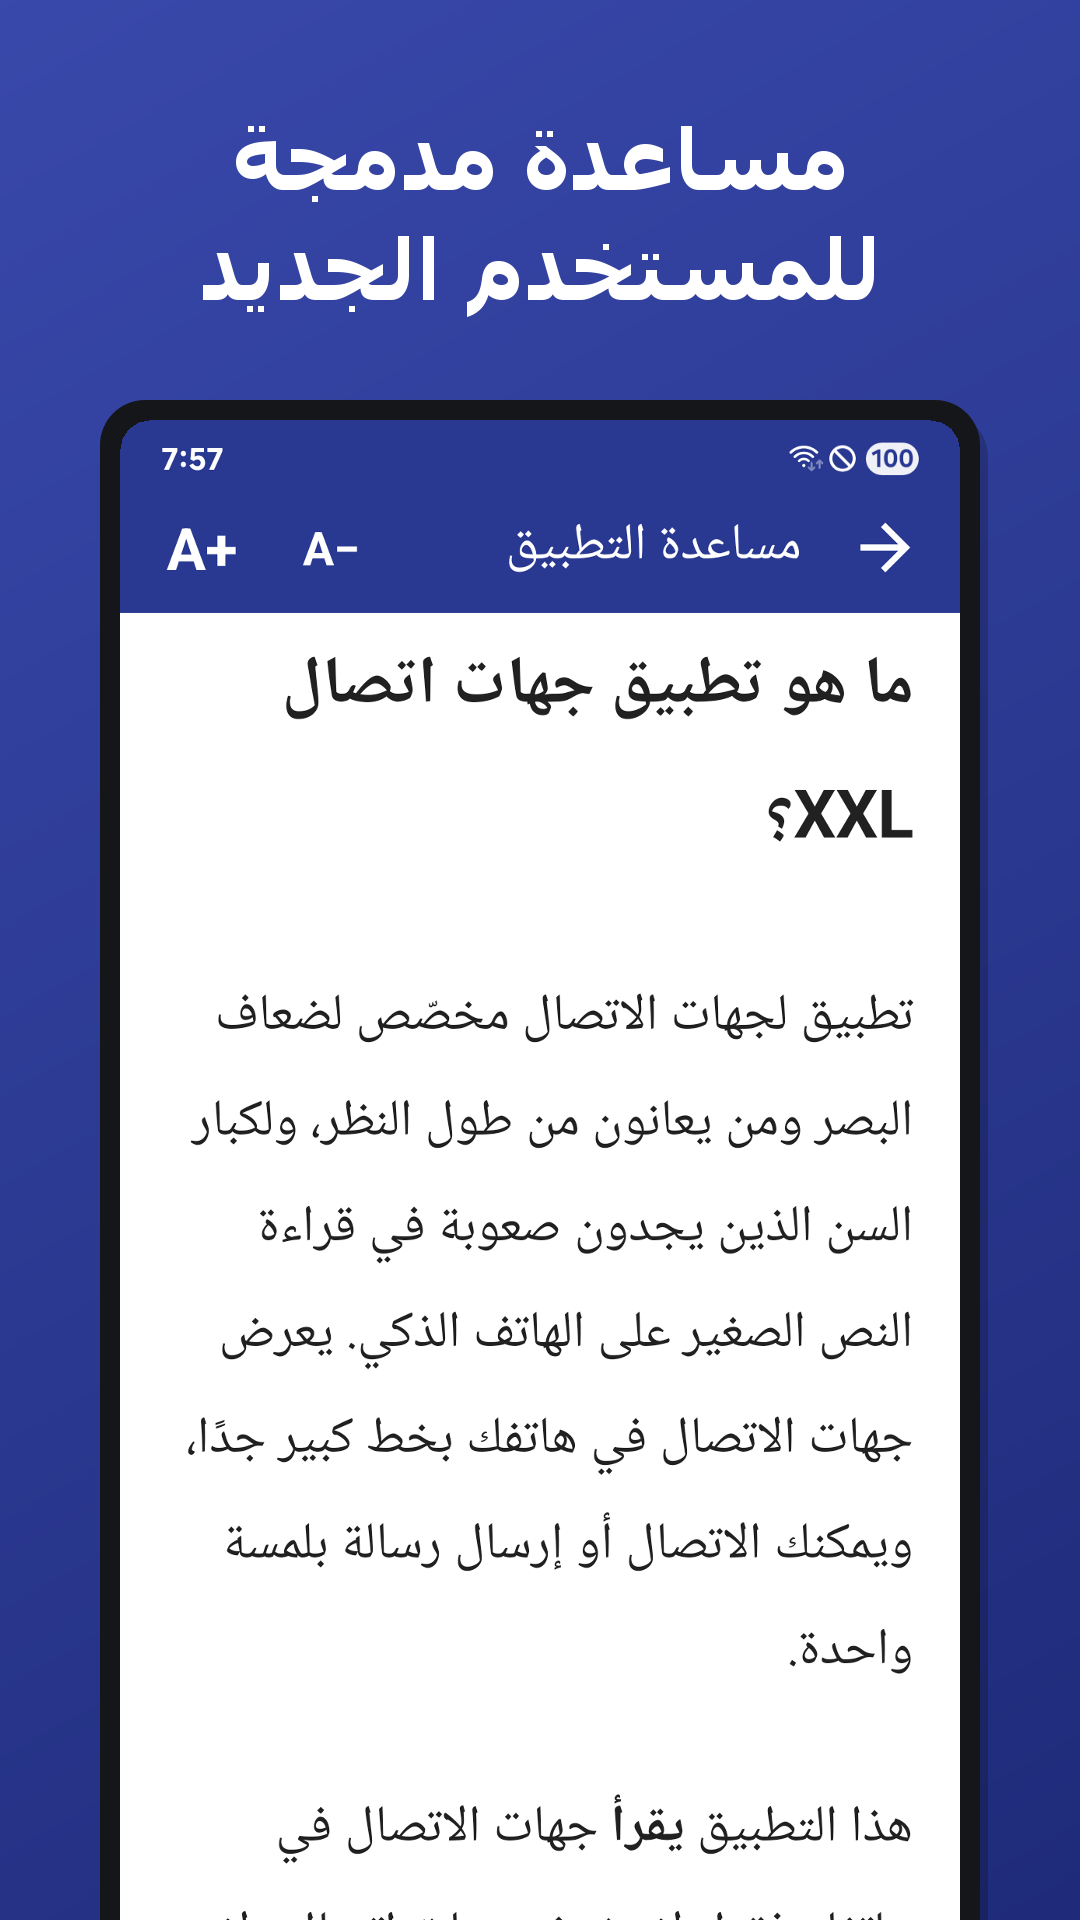 مساعدة مدمجة
للمستخدم الجديد
7:57
100
مساعدة التطبيق
A−
A+
ما هو تطبيق جهات اتصال
XXL؟
تطبيق لجهات الاتصال مخصّص لضعاف
البصر ومن يعانون من طول النظر، ولكبار
السن الذين يجدون صعوبة في قراءة
النص الصغير على الهاتف الذكي. يعرض
جهات الاتصال في هاتفك بخط كبير جدًا،
ويمكنك الاتصال أو إرسال رسالة بلمسة
واحدة.
هذا التطبيق يقرأ جهات الاتصال في